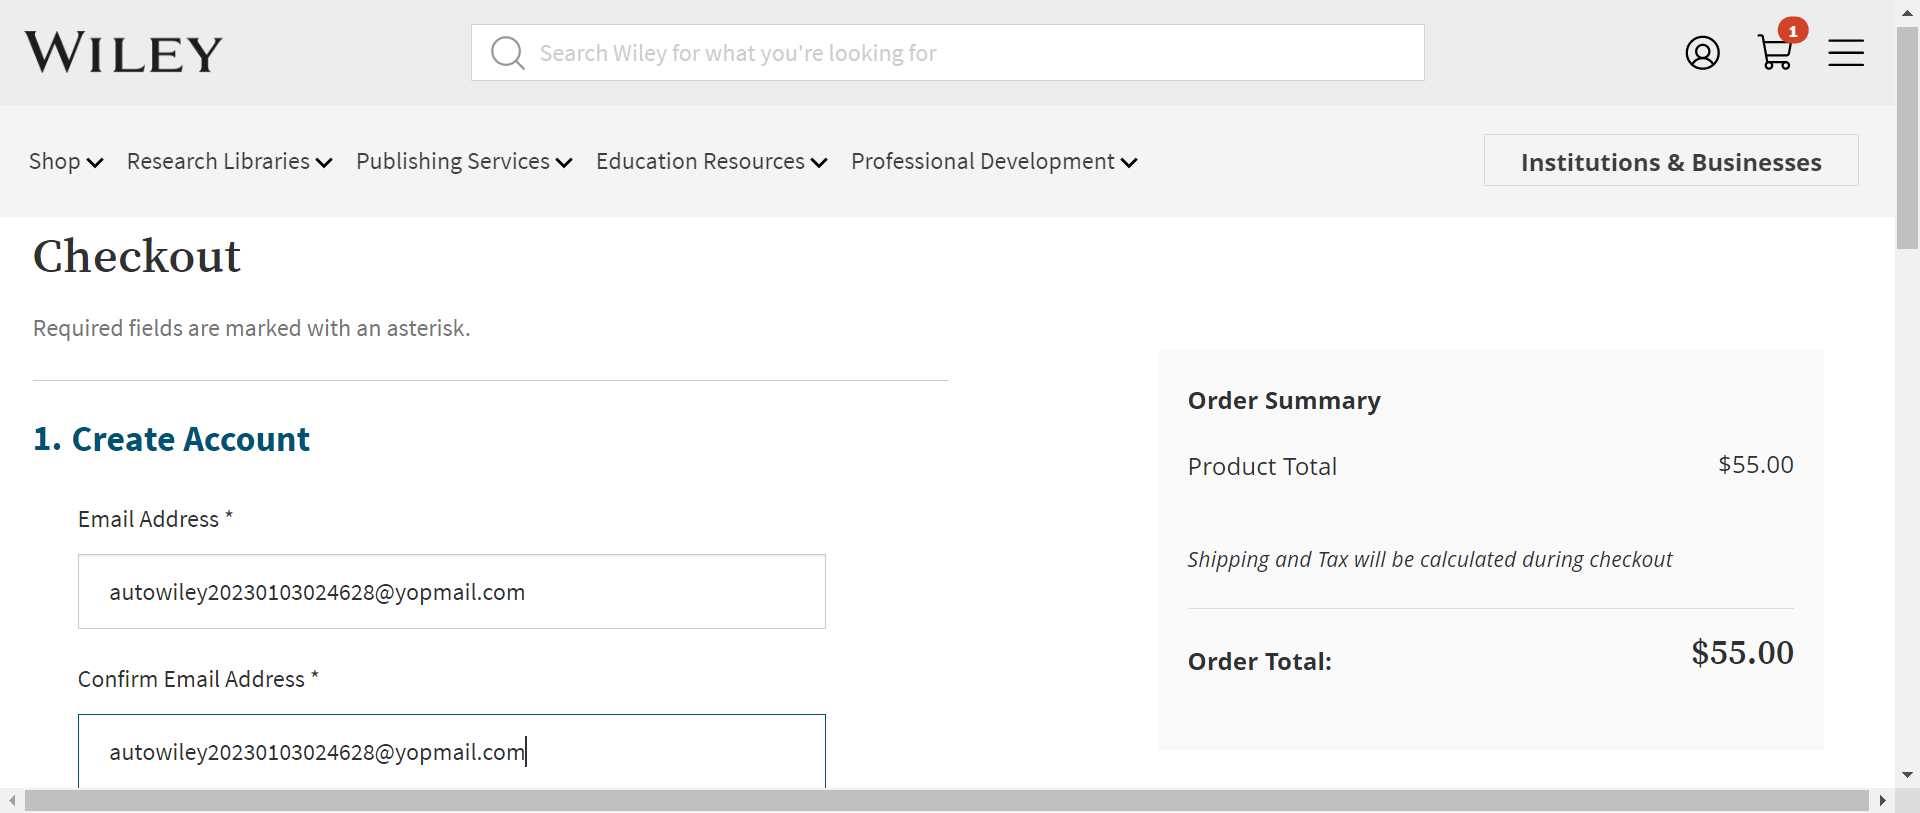 WILEY
Search Wiley for what you're looking for
1
Shop Research Libraries Publishing Services Education Resources Professional Development
Institutions & Businesses
Checkout
Required fields are marked with an asterisk.
1. Create Account
Email Address *
autowiley20230103024628@yopmail.com
Confirm Email Address *
autowiley20230103024628@yopmail.com
Order Summary
Product Total $55.00
Shipping and Tax will be calculated during checkout
Order Total: $55.00